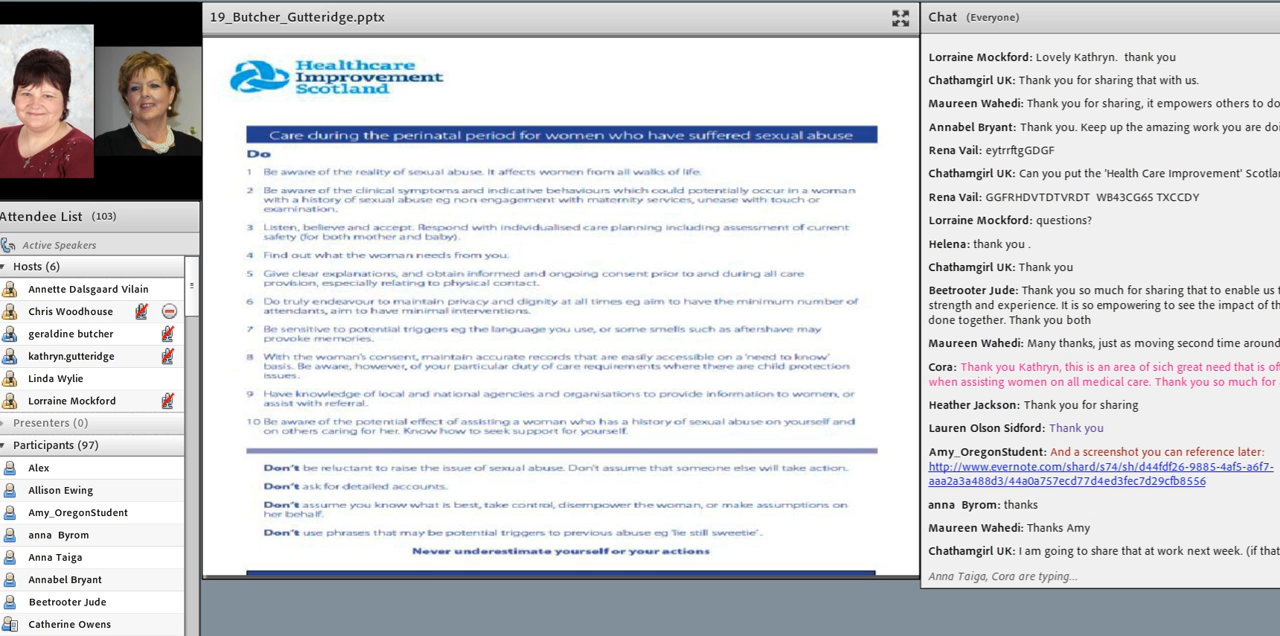 19_Butcher_Gutteridge.pptx
Healthcare
Improvement
Scotland
Care during the perinatal period for women who have suffered sexual abuse
Do
1 Be aware of the reality of sexual abuse. It affects women from all walks of life.
2 Be aware of the clinical symptoms and indicative behaviours which could potentially occur in a woman
with a history of sexual abuse eg non engagement with maternity services, unease with touch or
examination.
3 Listen, believe and accept. Respond with individualised care planning including assessment of current
safety (for both mother and baby).
4 Find out what the woman needs from you.
5 Give clear explanations, and obtain informed and ongoing consent prior to and during all care
provision, especially relating to physical contact.
6 Do truly endeavour to maintain privacy and dignity at all times eg aim to have the minimum number of
attendants, aim to have minimal interventions.
7 Be sensitive to potential triggers eg the language you use, or some smells such as aftershave may
provoke memories.
8 With the woman's consent, maintain accurate records that are easily accessible on a 'need to know'
basis. Be aware, however, of your particular duty of care requirements where there are child protection
issues.
9 Have knowledge of local and national agencies and organisations to provide information to women, or
assist with referral.
10 Be aware of the potential effect of assisting a woman who has a history of sexual abuse on yourself and
on others caring for her. Know how to seek support for yourself.
Don't be reluctant to raise the issue of sexual abuse. Don't assume that someone else will take action.
Don't ask for detailed accounts.
Don't assume you know what is best, take control, disempower the woman, or make assumptions on
her behalf.
Don't use phrases that may be potential triggers to previous abuse eg 'lie still sweetie'.
Never underestimate yourself or your actions
Attendee List (103)
Active Speakers
Hosts (6)
Annette Dalsgaard Vilain
Chris Woodhouse
geraldine butcher
kathryn.gutteridge
Linda Wylie
Lorraine Mockford
Presenters (0)
Participants (97)
Alex
Allison Ewing
Amy_OregonStudent
anna Byrom
Anna Taiga
Annabel Bryant
Beetrooter Jude
Catherine Owens
Chat (Everyone)
Lorraine Mockford: Lovely Kathryn. thank you
Chathamgirl UK: Thank you for sharing that with us.
Maureen Wahedi: Thank you for sharing, it empowers others to do
Annabel Bryant: Thank you. Keep up the amazing work you are doi
Rena Vail: eytrrftgGDGF
Chathamgirl UK: Can you put the 'Health Care Improvement' Scotla
Rena Vail: GGFRHDVTDTVRDT WB43CG65 TXCCDY
Lorraine Mockford: questions?
Helena: thank you .
Chathamgirl UK: Thank you
Beetrooter Jude: Thank you so much for sharing that to enable us t
strength and experience. It is so empowering to see the impact of th
done together. Thank you both
Maureen Wahedi: Many thanks, just as moving second time around
Cora: Thank you Kathryn, this is an area of sich great need that is of
when assisting women on all medical care. Thank you so much for
Heather Jackson: Thank you for sharing
Lauren Olson Sidford: Thank you
Amy_OregonStudent: And a screenshot you can reference later:
http://www.evernote.com/shard/s74/sh/d44fdf26-9885-4af5-a6f7-
aaa2a3a488d3/44a0a757ecd77d4ed3fec7d29cfb8556
anna Byrom: thanks
Maureen Wahedi: Thanks Amy
Chathamgirl UK: I am going to share that at work next week. (if that
Anna Taiga, Cora are typing...